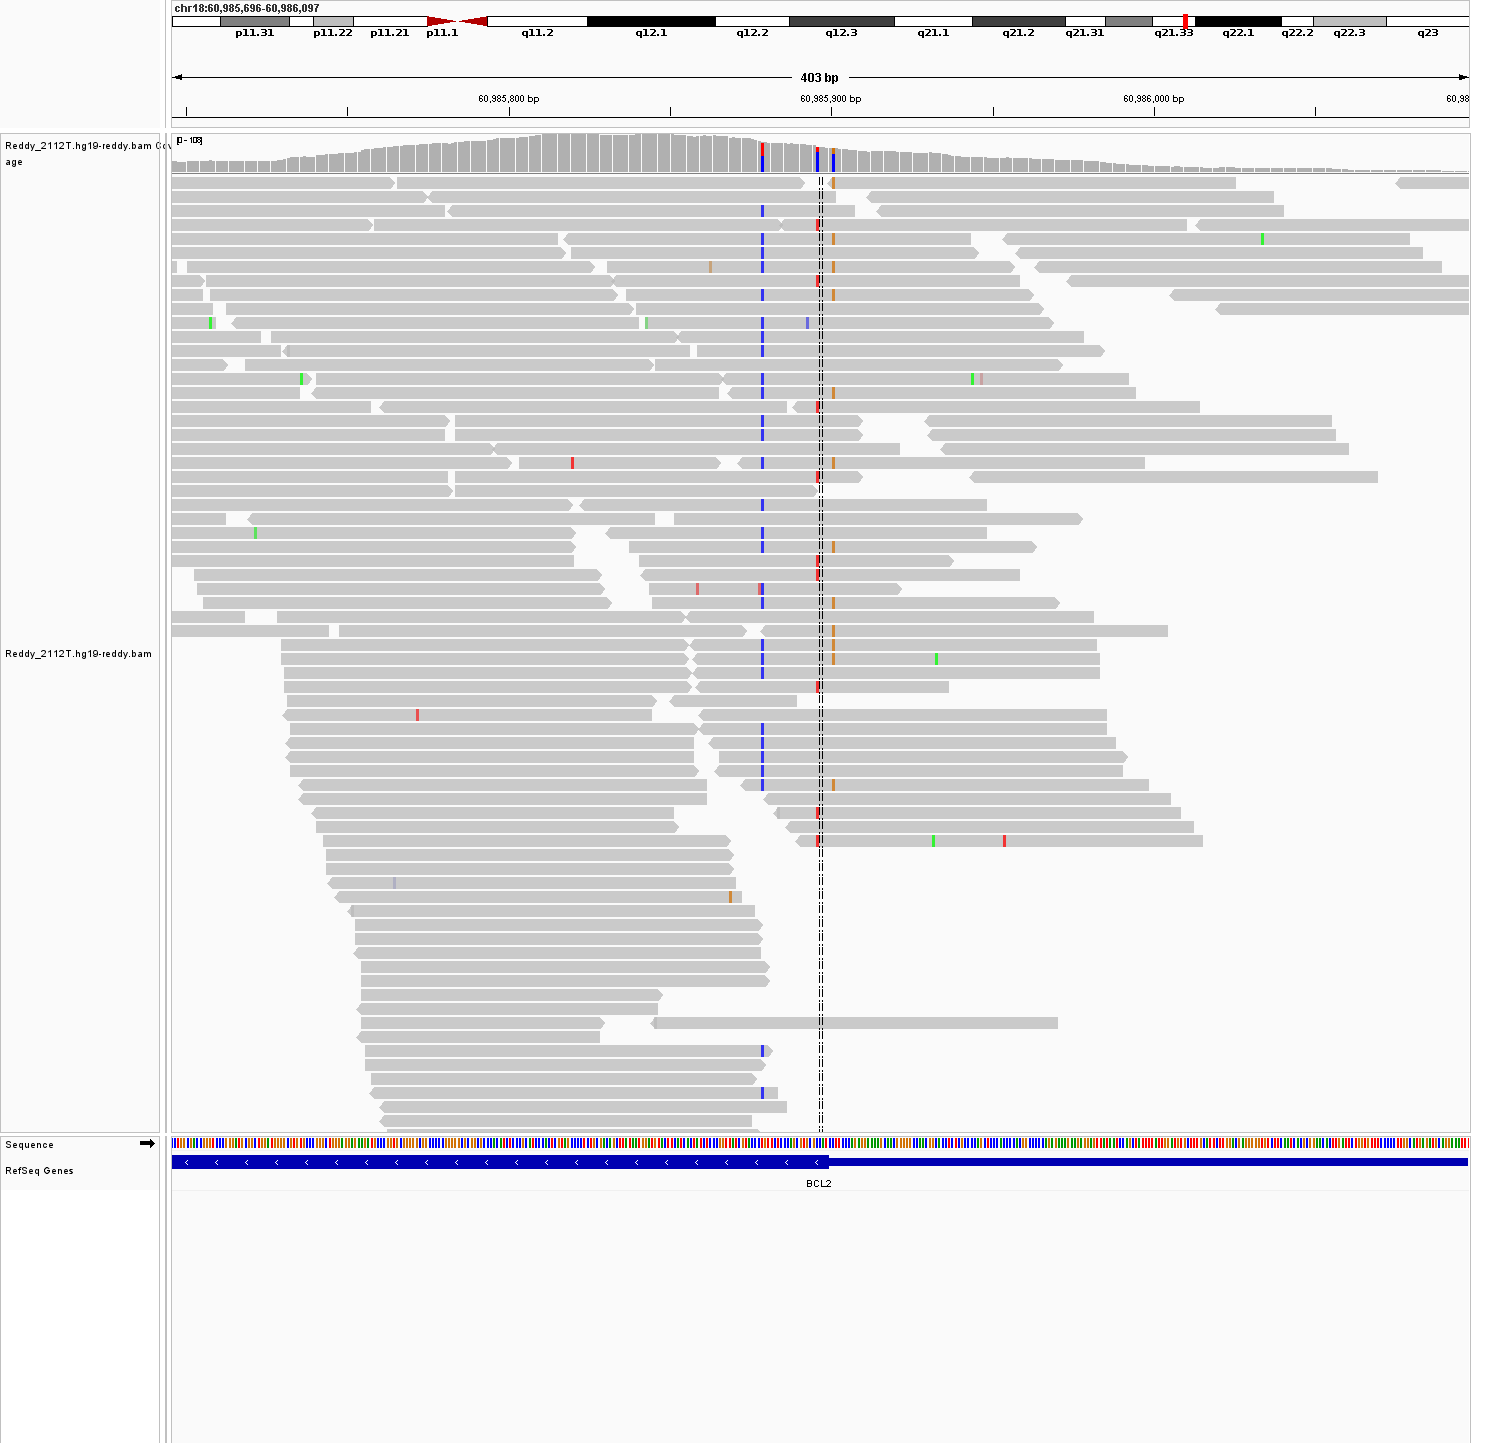 chr18:60,985,696-60,986,097
p11.31 p11.22 p11.21 p11.1 q11.2 q12.1 q12.2 q12.3 q21.1 q21.2 q21.31 q21.33 q22.1 q22.2 q22.3 q23
403 bp
60,985,800 bp 60,985,900 bp 60,986,000 bp 60,98
Reddy_2112T.hg19-reddy.bam Cov
age
[0 - 108]
Reddy_2112T.hg19-reddy.bam
Sequence
RefSeq Genes
BCL2